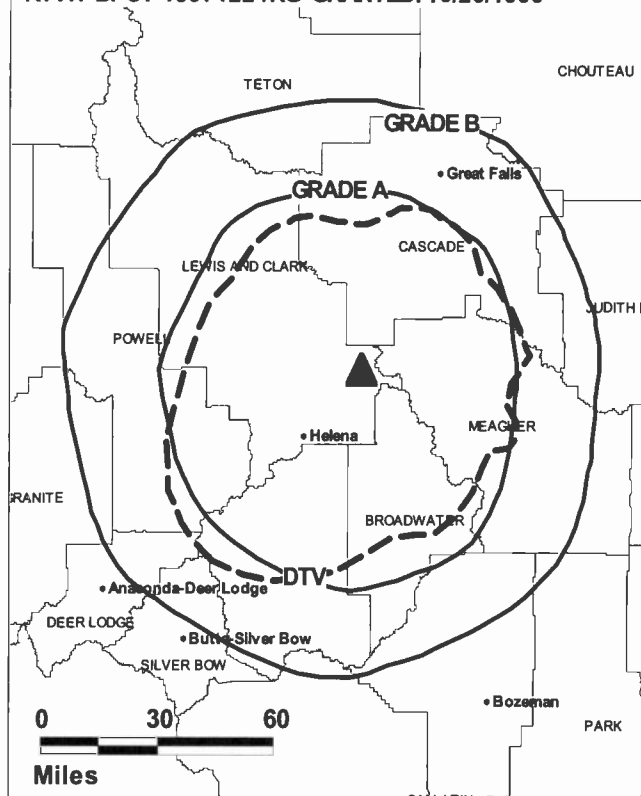 TETON
CHOUTEAU
GRADE B
Great Falls
GRADE A
CASCADE
LEWIS AND CLARK
JUDITH
POWELL
Helena
MEAGHER
GRANITE
BROADWATER
DTV
Anaconda-Deer Lodge
DEER LODGE
Butte-Silver Bow
SILVER BOW
Bozeman
0 30 60
PARK
Miles